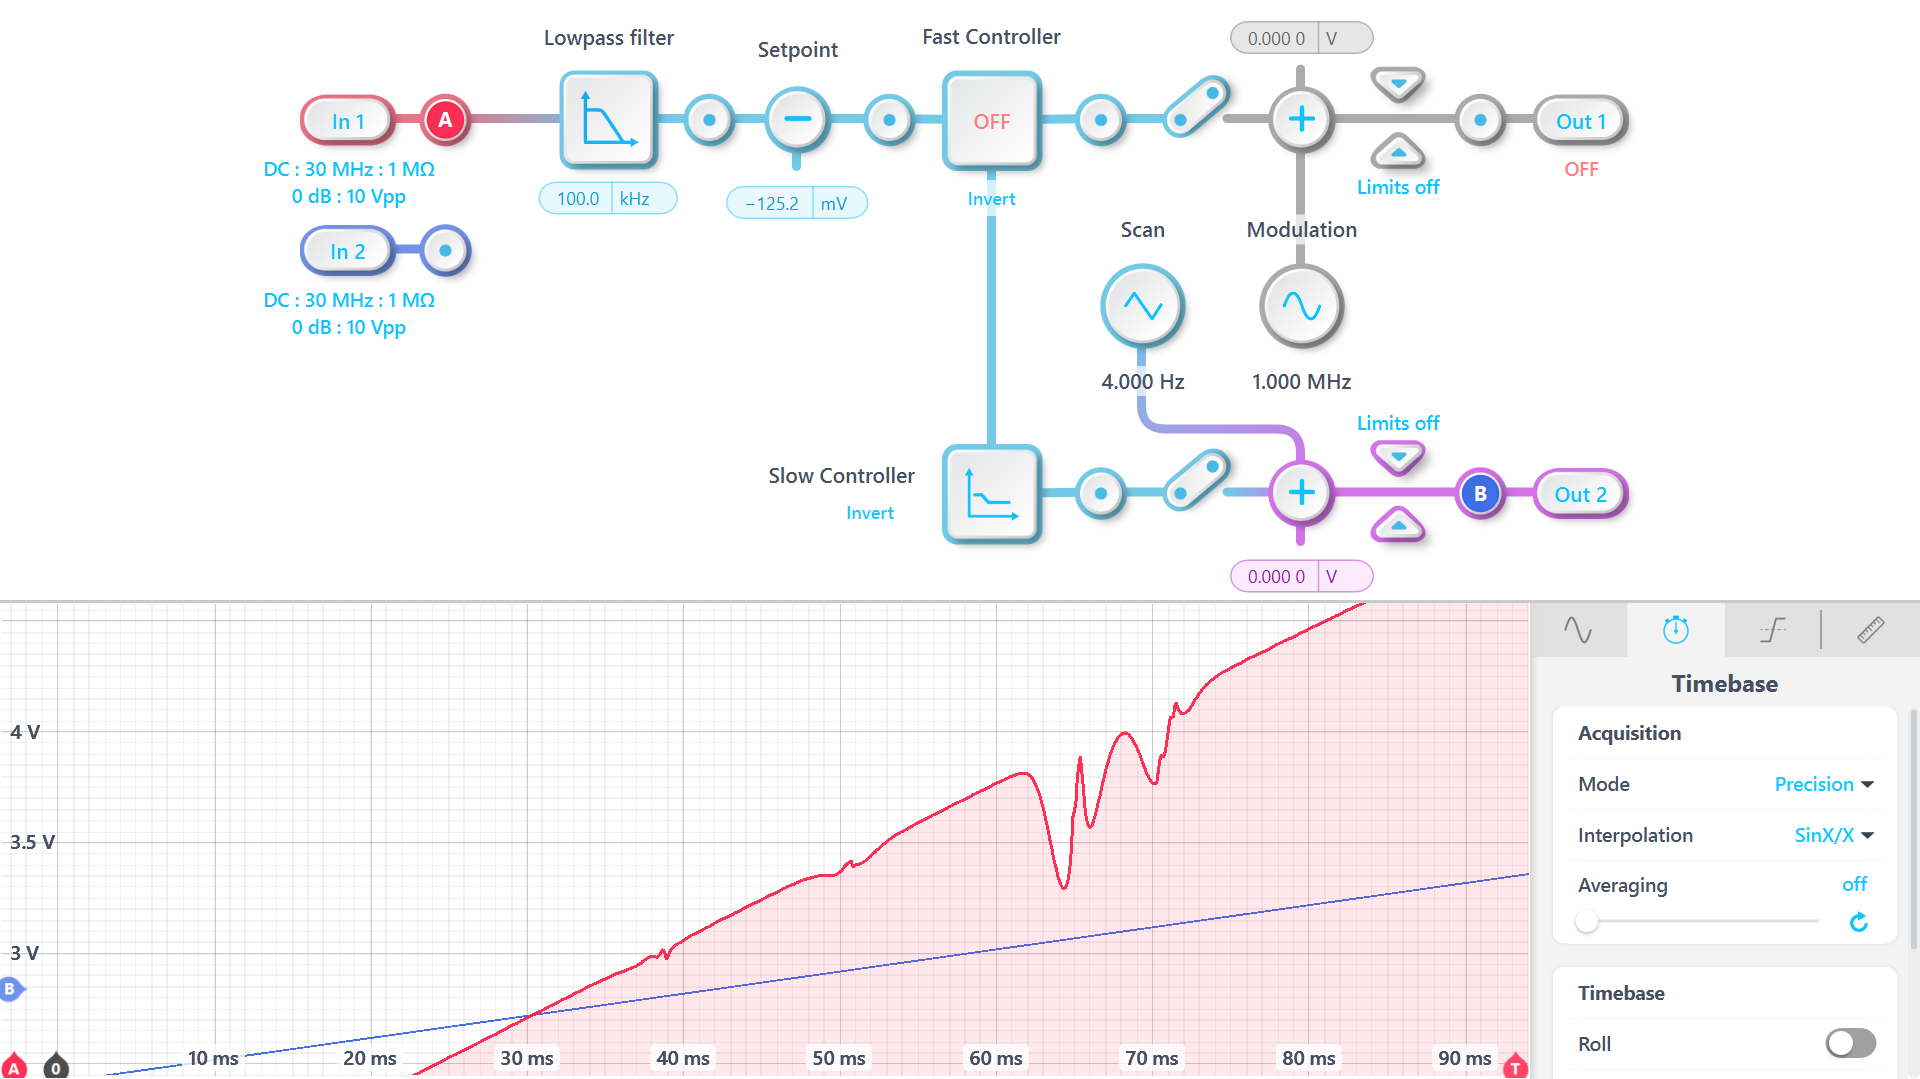 Lowpass filter
Setpoint
Fast Controller
0.000 0 V
In 1
A
OFF
Out 1
DC : 30 MHz : 1 MΩ
0 dB : 10 Vpp
100.0 kHz
−125.2 mV
Invert
Limits off
OFF
In 2
DC : 30 MHz : 1 MΩ
0 dB : 10 Vpp
Scan
Modulation
4.000 Hz
1.000 MHz
Limits off
Slow Controller
Invert
B
Out 2
0.000 0 V
4 V
3.5 V
3 V
B
A
0
10 ms
20 ms
30 ms
40 ms
50 ms
60 ms
70 ms
80 ms
90 ms
T
Timebase
Acquisition
Mode Precision
Interpolation SinX/X
Averaging off
Timebase
Roll